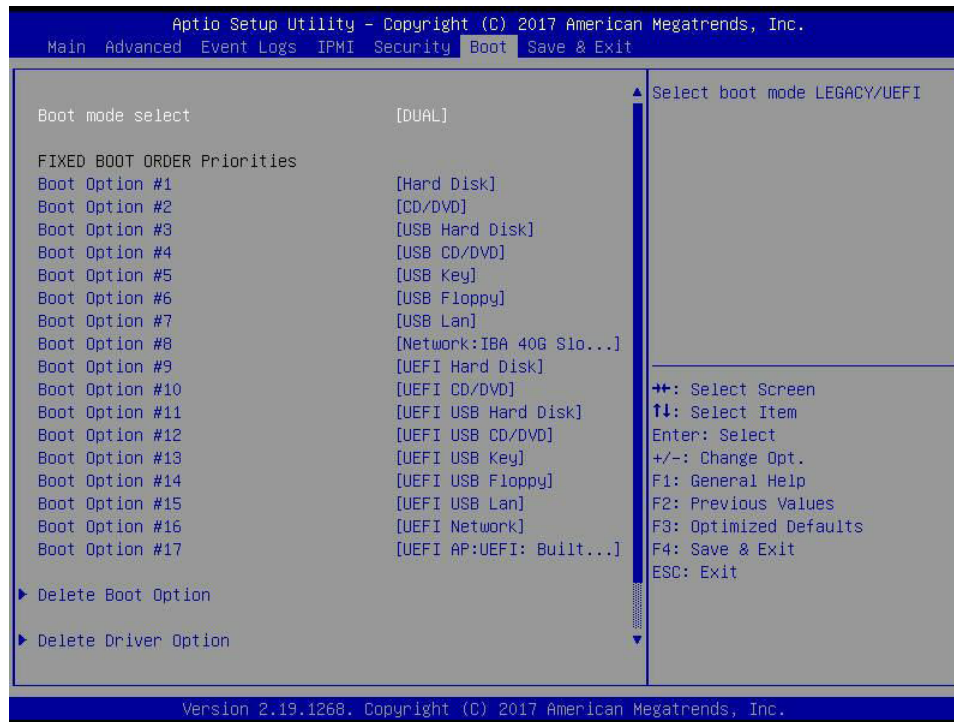 Aptio Setup Utility – Copyright (C) 2017 American Megatrends, Inc.
Main Advanced Event Logs IPMI Security Boot Save & Exit
Boot mode select [DUAL]
FIXED BOOT ORDER Priorities
Boot Option #1 [Hard Disk]
Boot Option #2 [CD/DVD]
Boot Option #3 [USB Hard Disk]
Boot Option #4 [USB CD/DVD]
Boot Option #5 [USB Key]
Boot Option #6 [USB Floppy]
Boot Option #7 [USB Lan]
Boot Option #8 [Network:IBA 40G Slo...]
Boot Option #9 [UEFI Hard Disk]
Boot Option #10 [UEFI CD/DVD]
Boot Option #11 [UEFI USB Hard Disk]
Boot Option #12 [UEFI USB CD/DVD]
Boot Option #13 [UEFI USB Key]
Boot Option #14 [UEFI USB Floppy]
Boot Option #15 [UEFI USB Lan]
Boot Option #16 [UEFI Network]
Boot Option #17 [UEFI AP:UEFI: Built...]
Delete Boot Option
Delete Driver Option
Select boot mode LEGACY/UEFI
→←: Select Screen
↑↓: Select Item
Enter: Select
+/-: Change Opt.
F1: General Help
F2: Previous Values
F3: Optimized Defaults
F4: Save & Exit
ESC: Exit
Version 2.19.1268. Copyright (C) 2017 American Megatrends, Inc.